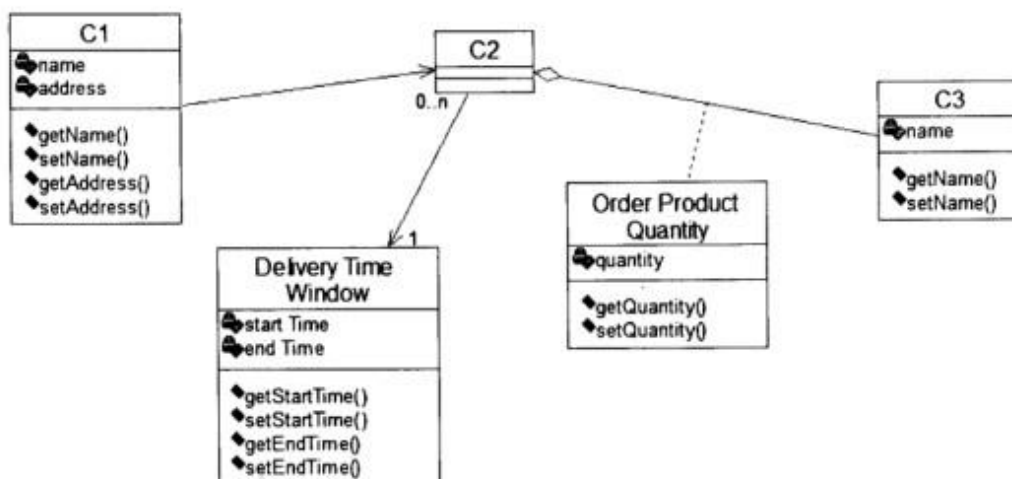 C1
name
address
getName()
setName()
getAddress()
setAddress()
C2
0..n
C3
name
getName()
setName()
Order Product
Quantity
quantity
getQuantity()
setQuantity()
1
Delivery Time
Window
start Time
end Time
getStartTime()
setStartTime()
getEndTime()
setEndTime()